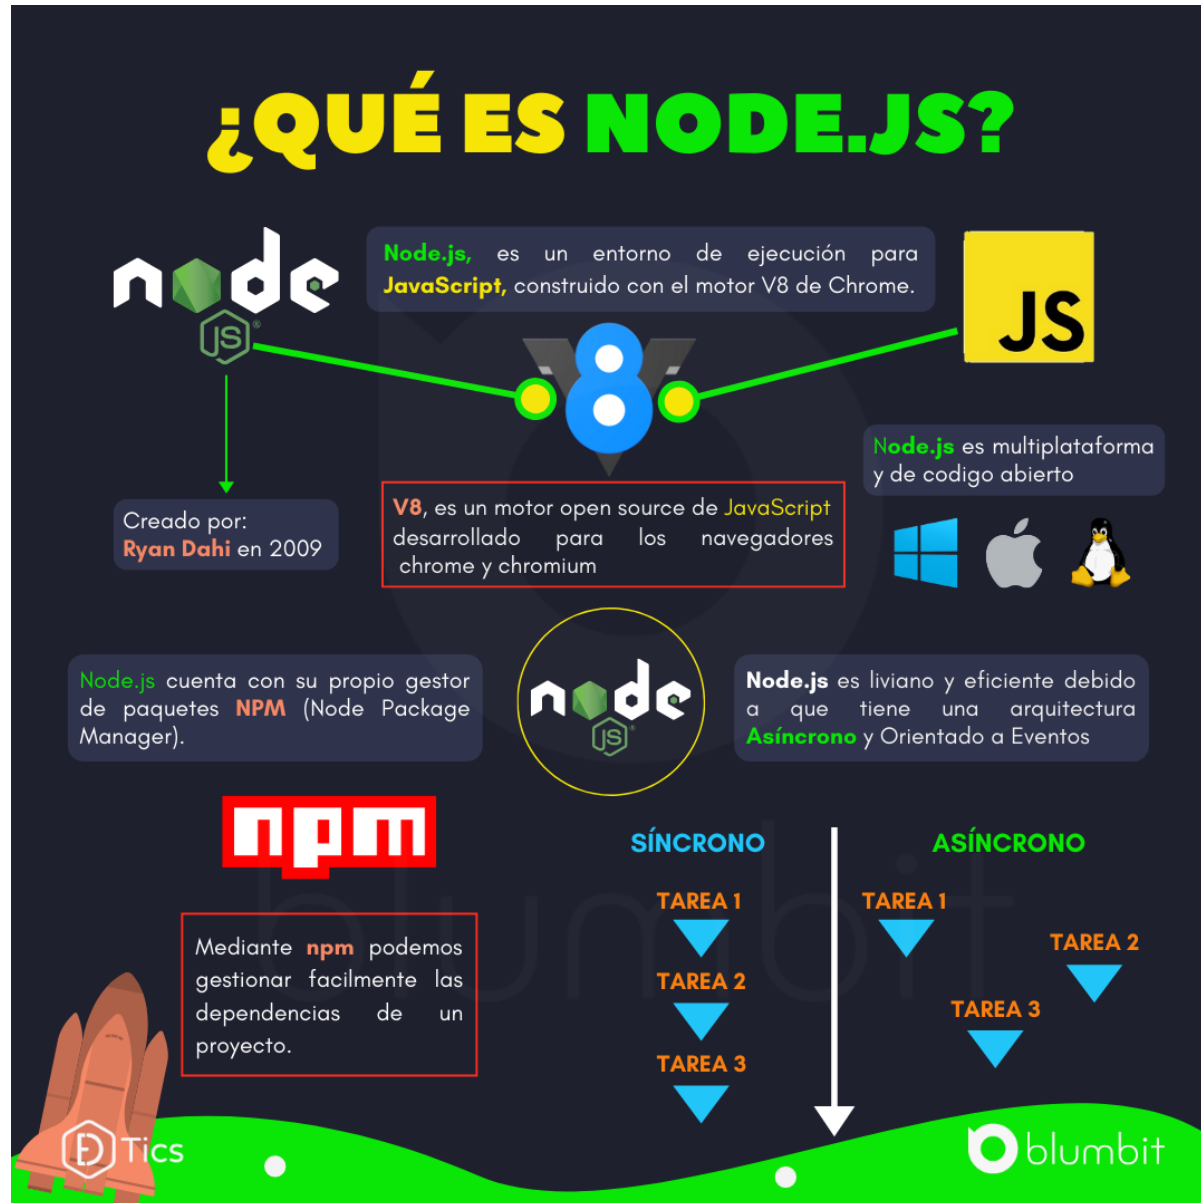 ¿QUÉ ES NODE.JS?
node
JS
Node.js, es un entorno de ejecución para
JavaScript, construido con el motor V8 de Chrome.
JS
V8
Node.js es multiplataforma
y de codigo abierto
Creado por:
Ryan Dahi en 2009
V8, es un motor open source de JavaScript
desarrollado para los navegadores
chrome y chromium
Node.js cuenta con su propio gestor
de paquetes NPM (Node Package
Manager).
node
JS
Node.js es liviano y eficiente debido
a que tiene una arquitectura
Asíncrono y Orientado a Eventos
npm
Mediante npm podemos
gestionar facilmente las
dependencias de un
proyecto.
SÍNCRONO
TAREA 1
TAREA 2
TAREA 3
ASÍNCRONO
TAREA 1
TAREA 2
TAREA 3
blumbit
Tics
blumbit